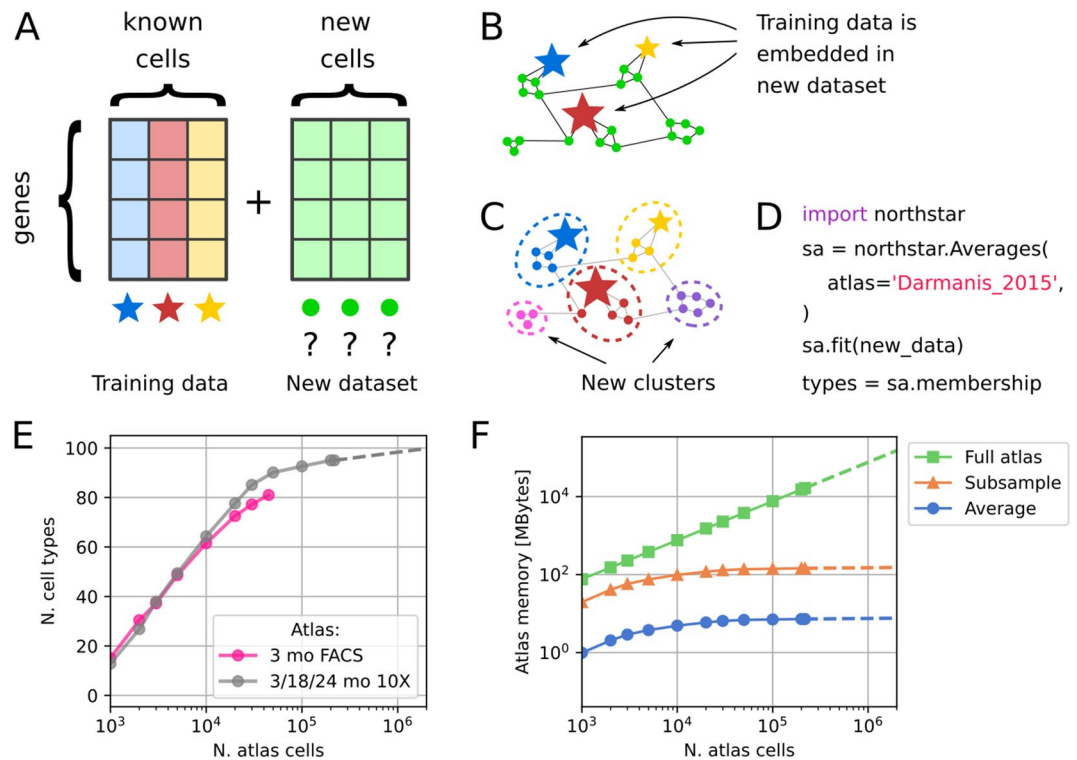 A
known
cells
new
cells
genes
+
? ? ?
Training data
New dataset
B
Training data is
embedded in
new dataset
C
New clusters
D
import northstar
sa = northstar.Averages(
atlas='Darmanis_2015',
)
sa.fit(new_data)
types = sa.membership
E
N. cell types
100
80
60
40
20
0
Atlas:
3 mo FACS
3/18/24 mo 10X
10³ 10⁴ 10⁵ 10⁶
N. atlas cells
F
Atlas memory [MBytes]
10⁴
10²
10⁰
10³ 10⁴ 10⁵ 10⁶
N. atlas cells
Full atlas
Subsample
Average